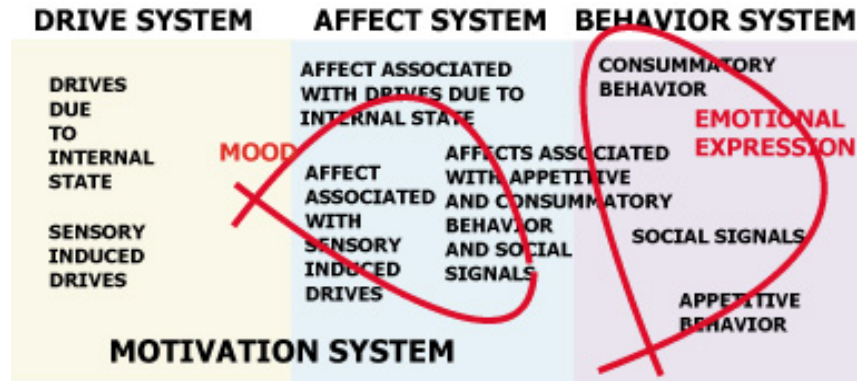 DRIVE SYSTEM
AFFECT SYSTEM
BEHAVIOR SYSTEM
DRIVES
DUE
TO
INTERNAL
STATE
SENSORY
INDUCED
DRIVES
MOOD
AFFECT ASSOCIATED
WITH DRIVES DUE TO
INTERNAL STATE
AFFECT
ASSOCIATED
WITH
SENSORY
INDUCED
DRIVES
AFFECTS ASSOCIATED
WITH APPETITIVE
AND CONSUMMATORY
BEHAVIOR
AND SOCIAL
SIGNALS
CONSUMMATORY
BEHAVIOR
EMOTIONAL
EXPRESSION
SOCIAL SIGNALS
APPETITIVE
BEHAVIOR
MOTIVATION SYSTEM